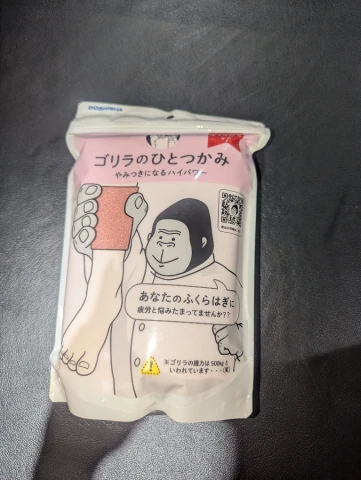 DOSHISHA
ゴリラのひとつかみ
やみつきになるハイパワー
あなたのふくらはぎに
疲労と悩みたまってませんか??
※ゴリラの握力は500kgと
いわれています・・・(笑)